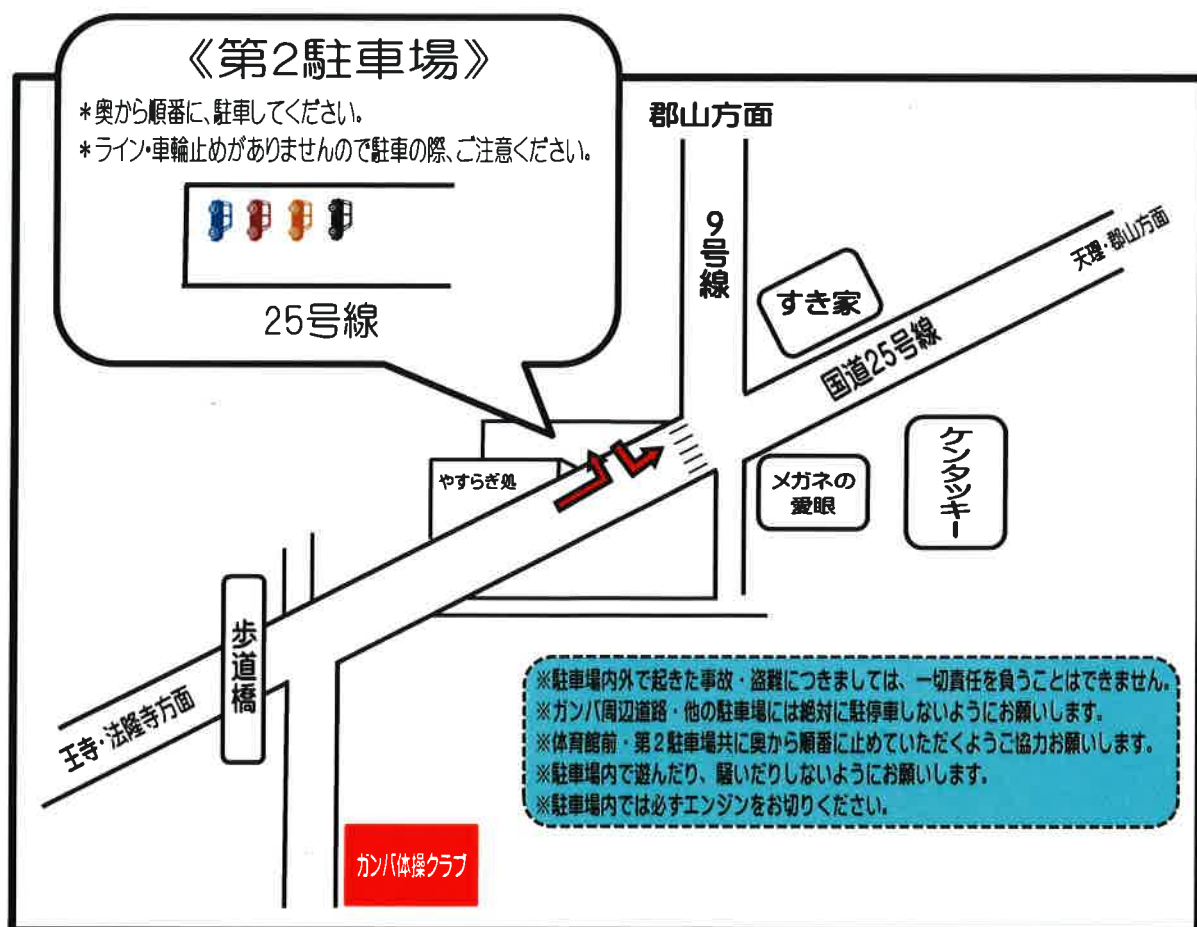 《第2駐車場》
*奥から順番に、駐車してください。
*ライン・車輪止めがありませんので駐車の際、ご注意ください。
25号線
郡山方面
9号線
天理・郡山方面
すき家
国道25号線
ケンタッキー
メガネの
愛眼
やすらぎ処
歩道橋
王寺・法隆寺方面
※駐車場内外で起きた事故・盗難につきましては、一切責任を負うことはできません。
※ガンバ周辺道路・他の駐車場には絶対に駐停車しないようにお願いします。
※体育館前・第2駐車場共に奥から順番に止めていただくようご協力お願いします。
※駐車場内で遊んだり、騒いだりしないようにお願いします。
※駐車場内では必ずエンジンをお切りください。
ガンバ体操クラブ